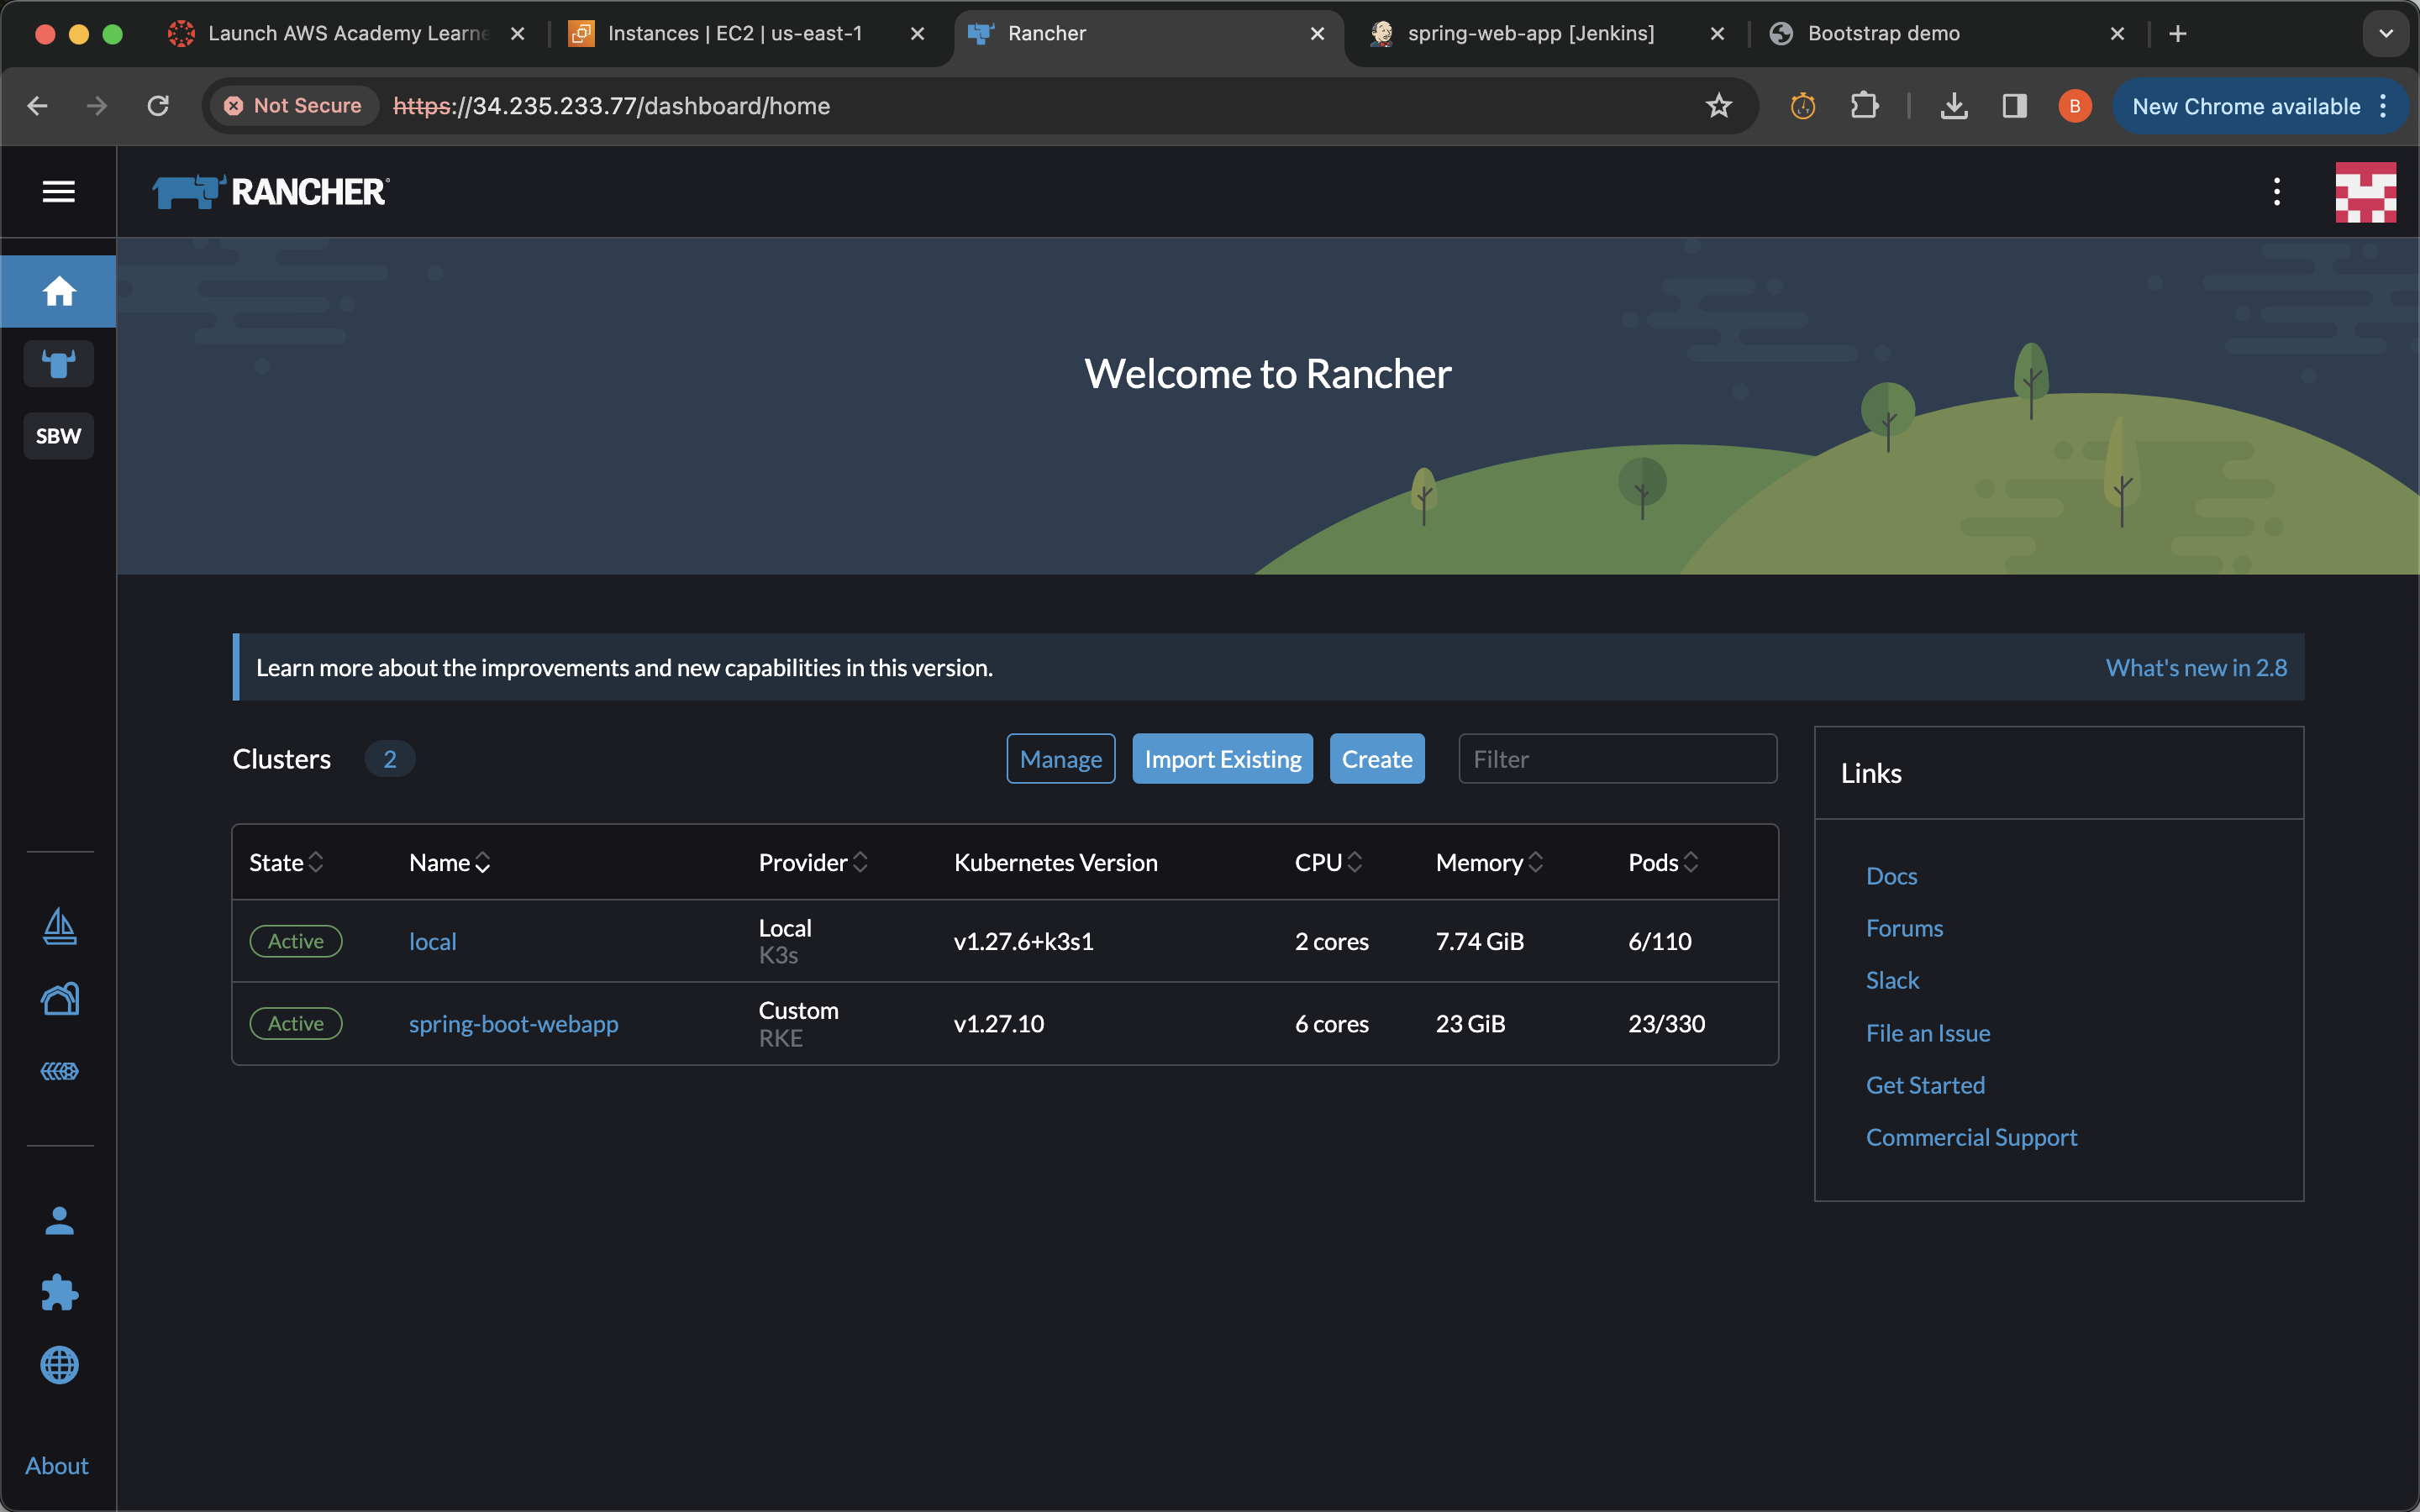 Launch AWS Academy Learne
Instances | EC2 | us-east-1
Rancher
spring-web-app [Jenkins]
Bootstrap demo
Not Secure https://34.235.233.77/dashboard/home
B
New Chrome available
RANCHER
SBW
Welcome to Rancher
Learn more about the improvements and new capabilities in this version. What's new in 2.8
Clusters 2 Manage Import Existing Create Filter
State Name Provider Kubernetes Version CPU Memory Pods
Active local Local K3s v1.27.6+k3s1 2 cores 7.74 GiB 6/110
Active spring-boot-webapp Custom RKE v1.27.10 6 cores 23 GiB 23/330
Links
Docs
Forums
Slack
File an Issue
Get Started
Commercial Support
About